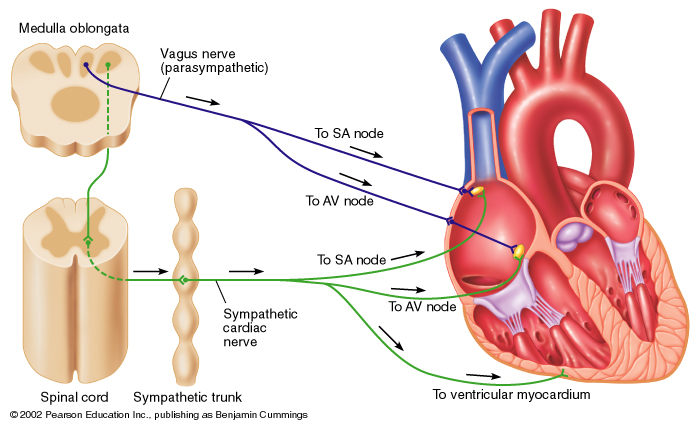 Medulla oblongata
Vagus nerve
(parasympathetic)
To SA node
To AV node
To SA node
To AV node
Sympathetic
cardiac
nerve
To ventricular myocardium
Spinal cord
Sympathetic trunk
© 2002 Pearson Education Inc., publishing as Benjamin Cummings